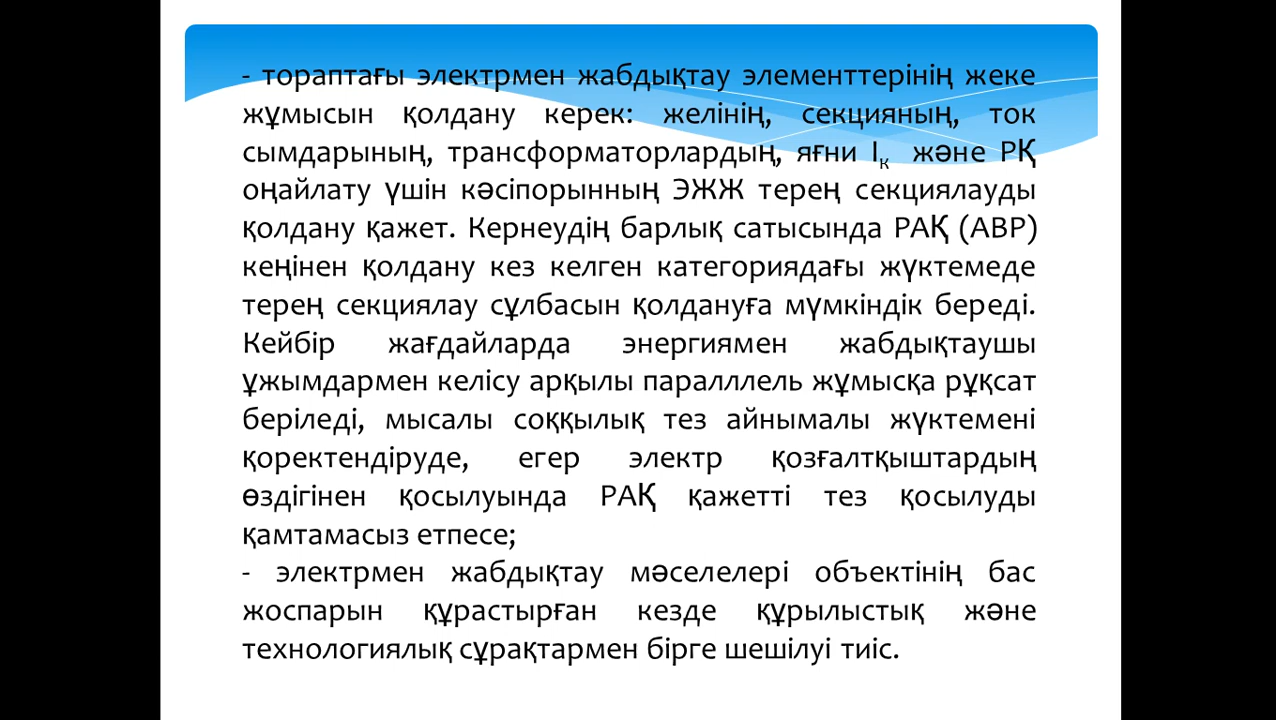 - тораптағы электрмен жабдықтау элементтерінің жеке
жұмысын қолдану керек: желінің, секцияның, ток
сымдарының, трансформаторлардың, яғни Iк және РҚ
оңайлату үшін кәсіпорынның ЭЖЖ терең секциялауды
қолдану қажет. Кернеудің барлық сатысында РАҚ (АВР)
кеңінен қолдану кез келген категориядағы жүктемеде
терең секциялау сұлбасын қолдануға мүмкіндік береді.
Кейбір жағдайларда энергиямен жабдықтаушы
ұжымдармен келісу арқылы паралллель жұмысқа рұқсат
беріледі, мысалы соққылық тез айнымалы жүктемені
қоректендіруде, егер электр қозғалтқыштардың
өздігінен қосылуында РАҚ қажетті тез қосылуды
қамтамасыз етпесе;
- электрмен жабдықтау мәселелері объектінің бас
жоспарын құрастырған кезде құрылыстық және
технологиялық сұрақтармен бірге шешілуі тиіс.